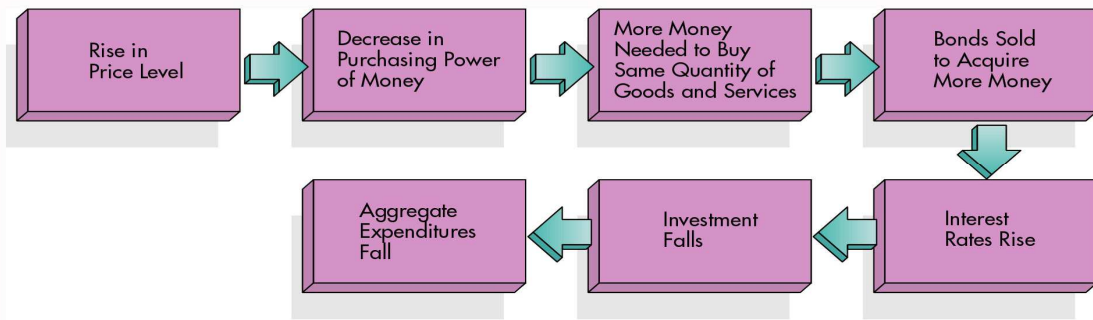 Rise in
Price Level
Decrease in
Purchasing Power
of Money
More Money
Needed to Buy
Same Quantity of
Goods and Services
Bonds Sold
to Acquire
More Money
Interest
Rates Rise
Investment
Falls
Aggregate
Expenditures
Fall